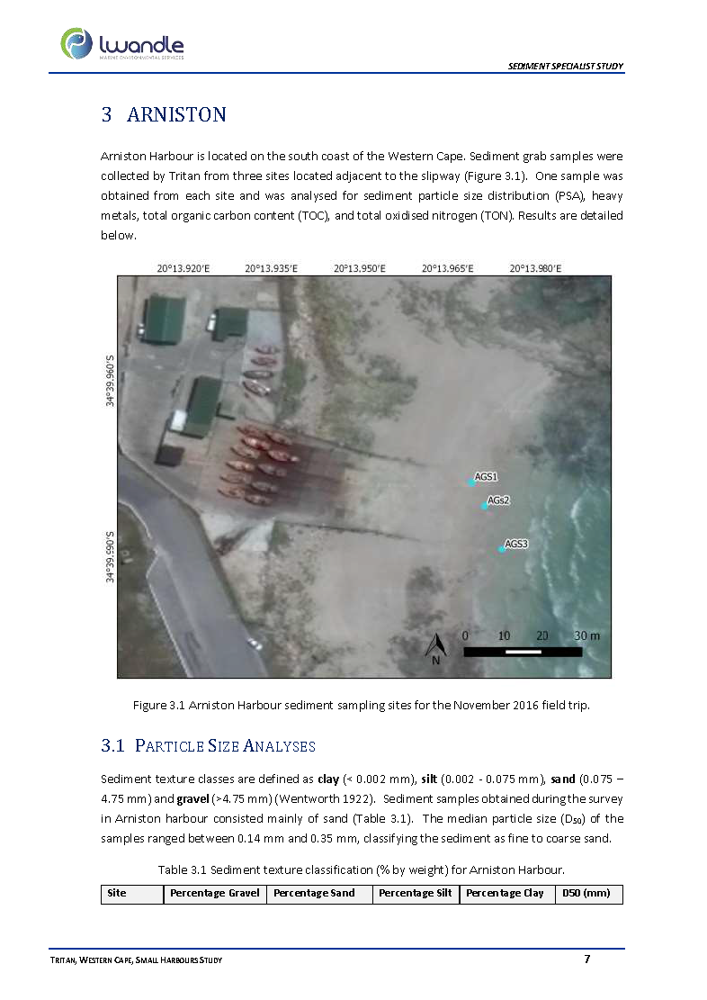 lwandle
MARINE ENVIRONMENTAL SERVICES
SEDIMENT SPECIALIST STUDY
3 ARNISTON
Arniston Harbour is located on the south coast of the Western Cape. Sediment grab samples were
collected by Tritan from three sites located adjacent to the slipway (Figure 3.1). One sample was
obtained from each site and was analysed for sediment particle size distribution (PSA), heavy
metals, total organic carbon content (TOC), and total oxidised nitrogen (TON). Results are detailed
below.
20°13.920'E 20°13.935'E 20°13.950'E 20°13.965'E 20°13.980'E
34°39.960'S
34°39.990'S
AGS1
AGs2
AGS3
0 10 20 30 m
N
Figure 3.1 Arniston Harbour sediment sampling sites for the November 2016 field trip.
3.1 PARTICLE SIZE ANALYSES
Sediment texture classes are defined as clay (< 0.002 mm), silt (0.002 - 0.075 mm), sand (0.075 –
4.75 mm) and gravel (>4.75 mm) (Wentworth 1922). Sediment samples obtained during the survey
in Arniston harbour consisted mainly of sand (Table 3.1). The median particle size (D₅₀) of the
samples ranged between 0.14 mm and 0.35 mm, classifying the sediment as fine to coarse sand.
Table 3.1 Sediment texture classification (% by weight) for Arniston Harbour.
Site Percentage Gravel Percentage Sand Percentage Silt Percentage Clay D50 (mm)
TRITAN, WESTERN CAPE, SMALL HARBOURS STUDY 7